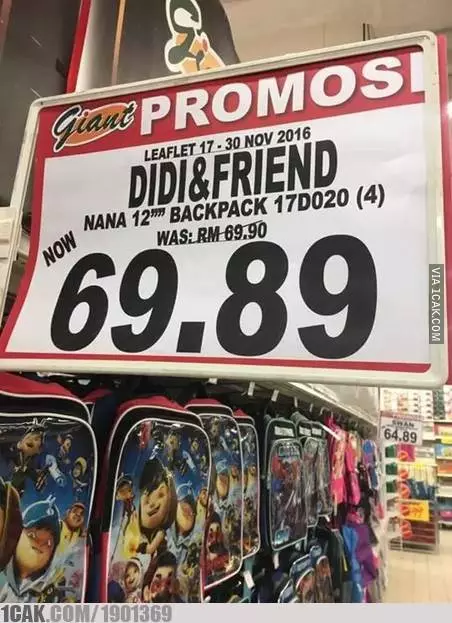 Giant PROMOSI
LEAFLET 17 - 30 NOV 2016
DIDI&FRIEND
NANA 12"" BACKPACK 17D020 (4)
WAS: RM 69.90
NOW
69.89
VIA 1CAK.COM
SWAN
64.89
1CAK.COM/1901369